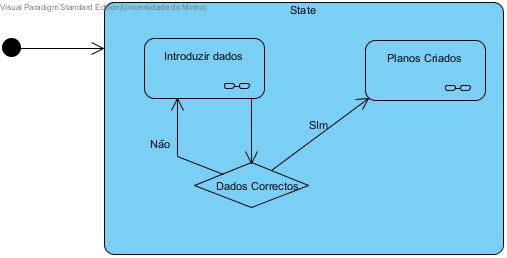 Visual Paradigm Standard Edition(Universidade do Minho)
State
Introduzir dados
Planos Criados
SIm
Não
Dados Correctos